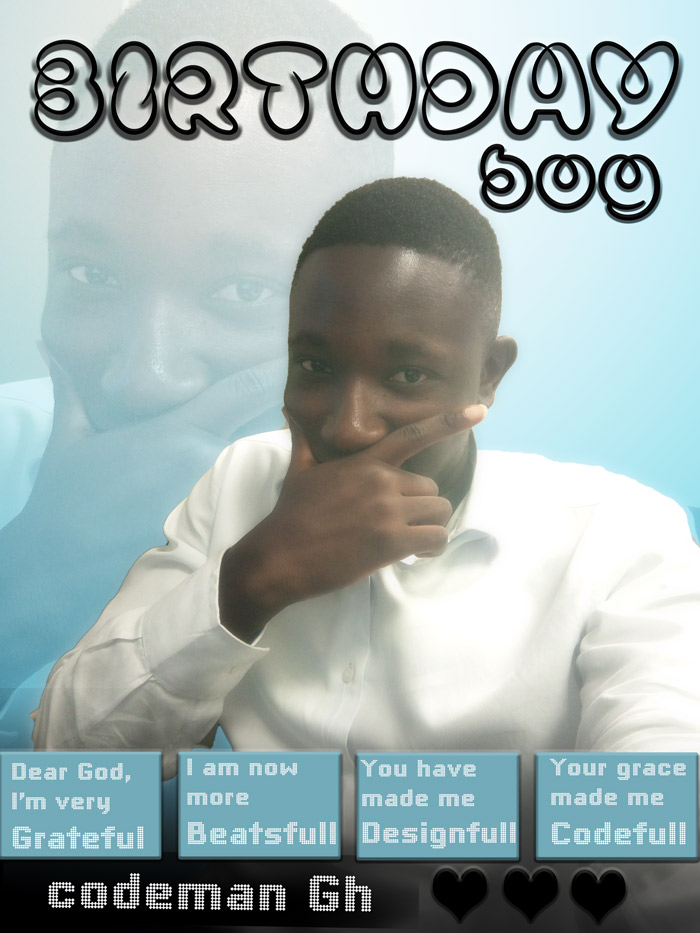 BIRTHDAY
boy
Dear God,
I'm very
Grateful
I am now
more
Beatsfull
You have
made me
Designfull
Your grace
made me
Codefull
codeman Gh